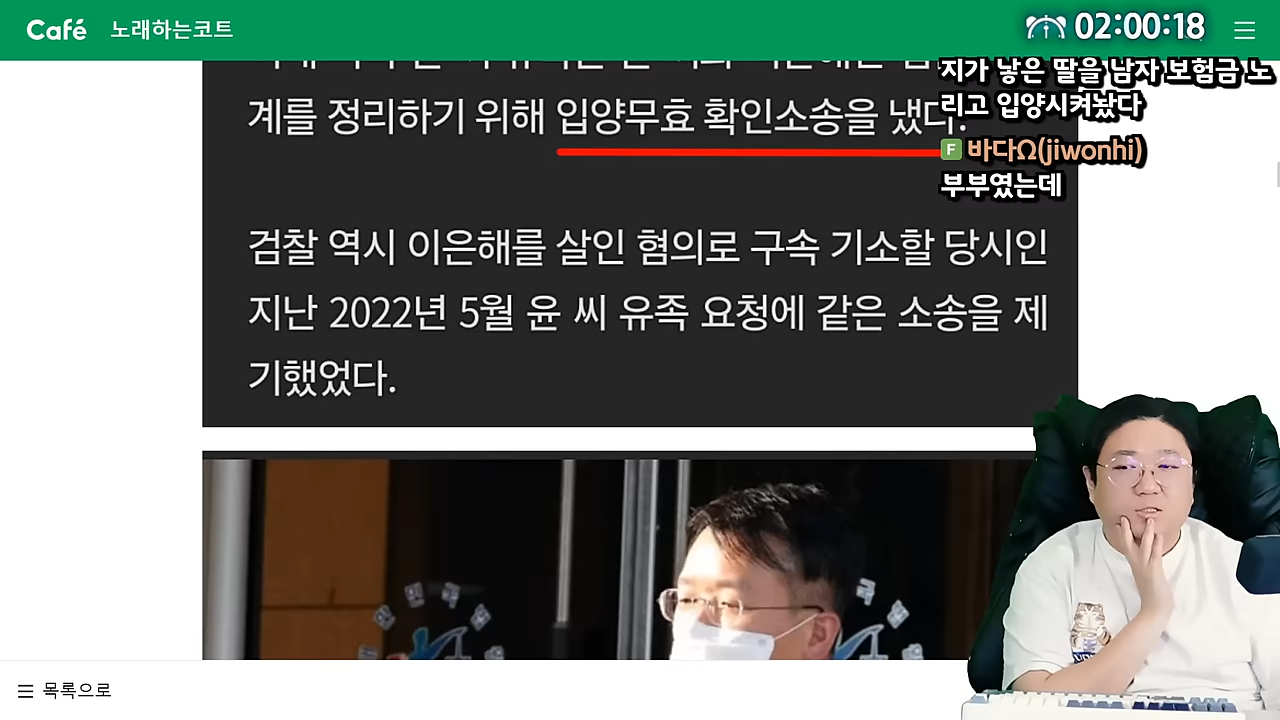 Café 노래하는코트
02:00:18
지가 낳은 딸을 남자 보험금 노
리고 입양시켜놨다
F 바다Ω(jiwonhi)
부부였는데
계를 정리하기 위해 입양무효 확인소송을 냈다.
검찰 역시 이은해를 살인 혐의로 구속 기소할 당시인
지난 2022년 5월 윤 씨 유족 요청에 같은 소송을 제
기했었다.
목록으로